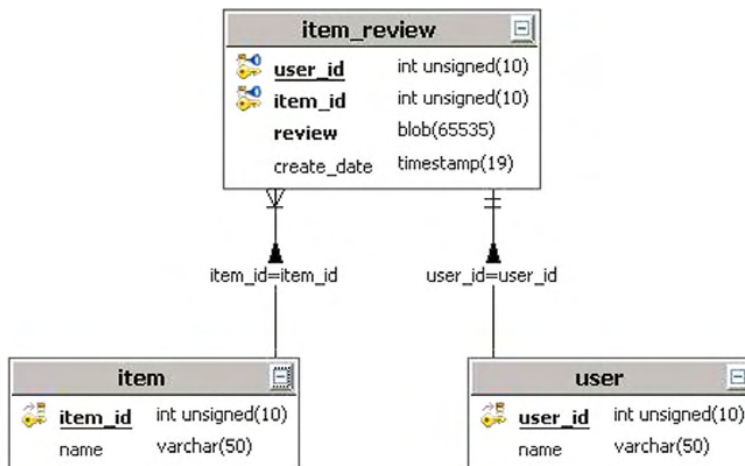 item_review
user_id int unsigned(10)
item_id int unsigned(10)
review blob(65535)
create_date timestamp(19)
item_id=item_id user_id=user_id
item user
item_id int unsigned(10) user_id int unsigned(10)
name varchar(50) name varchar(50)